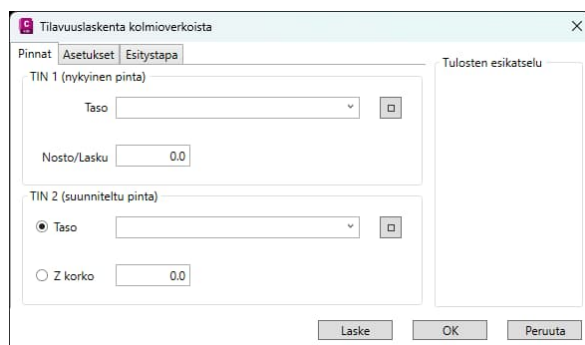 Tilavuuslaskenta kolmioverkoista
Pinnat Asetukset Esitystapa
TIN 1 (nykyinen pinta)
Taso
Nosto/Lasku 0.0
TIN 2 (suunniteltu pinta)
Taso
Z korko 0.0
Tulosten esikatselu
Laske OK Peruuta